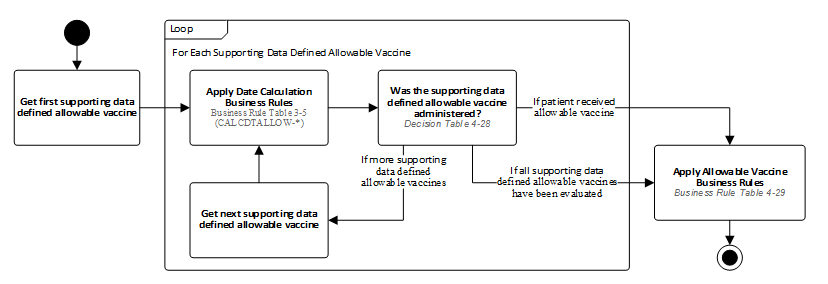 Loop
For Each Supporting Data Defined Allowable Vaccine
Get first supporting data
defined allowable vaccine
Apply Date Calculation
Business Rules
Business Rule Table 3-5
(CALCDTALLOW-*)
Was the supporting data
defined allowable vaccine
administered?
Decision Table 4-28
If patient received
allowable vaccine
If more supporting
data defined
allowable vaccines
If all supporting data
defined allowable vaccines
have been evaluated
Get next supporting data
defined allowable vaccine
Apply Allowable Vaccine
Business Rules
Business Rule Table 4-29